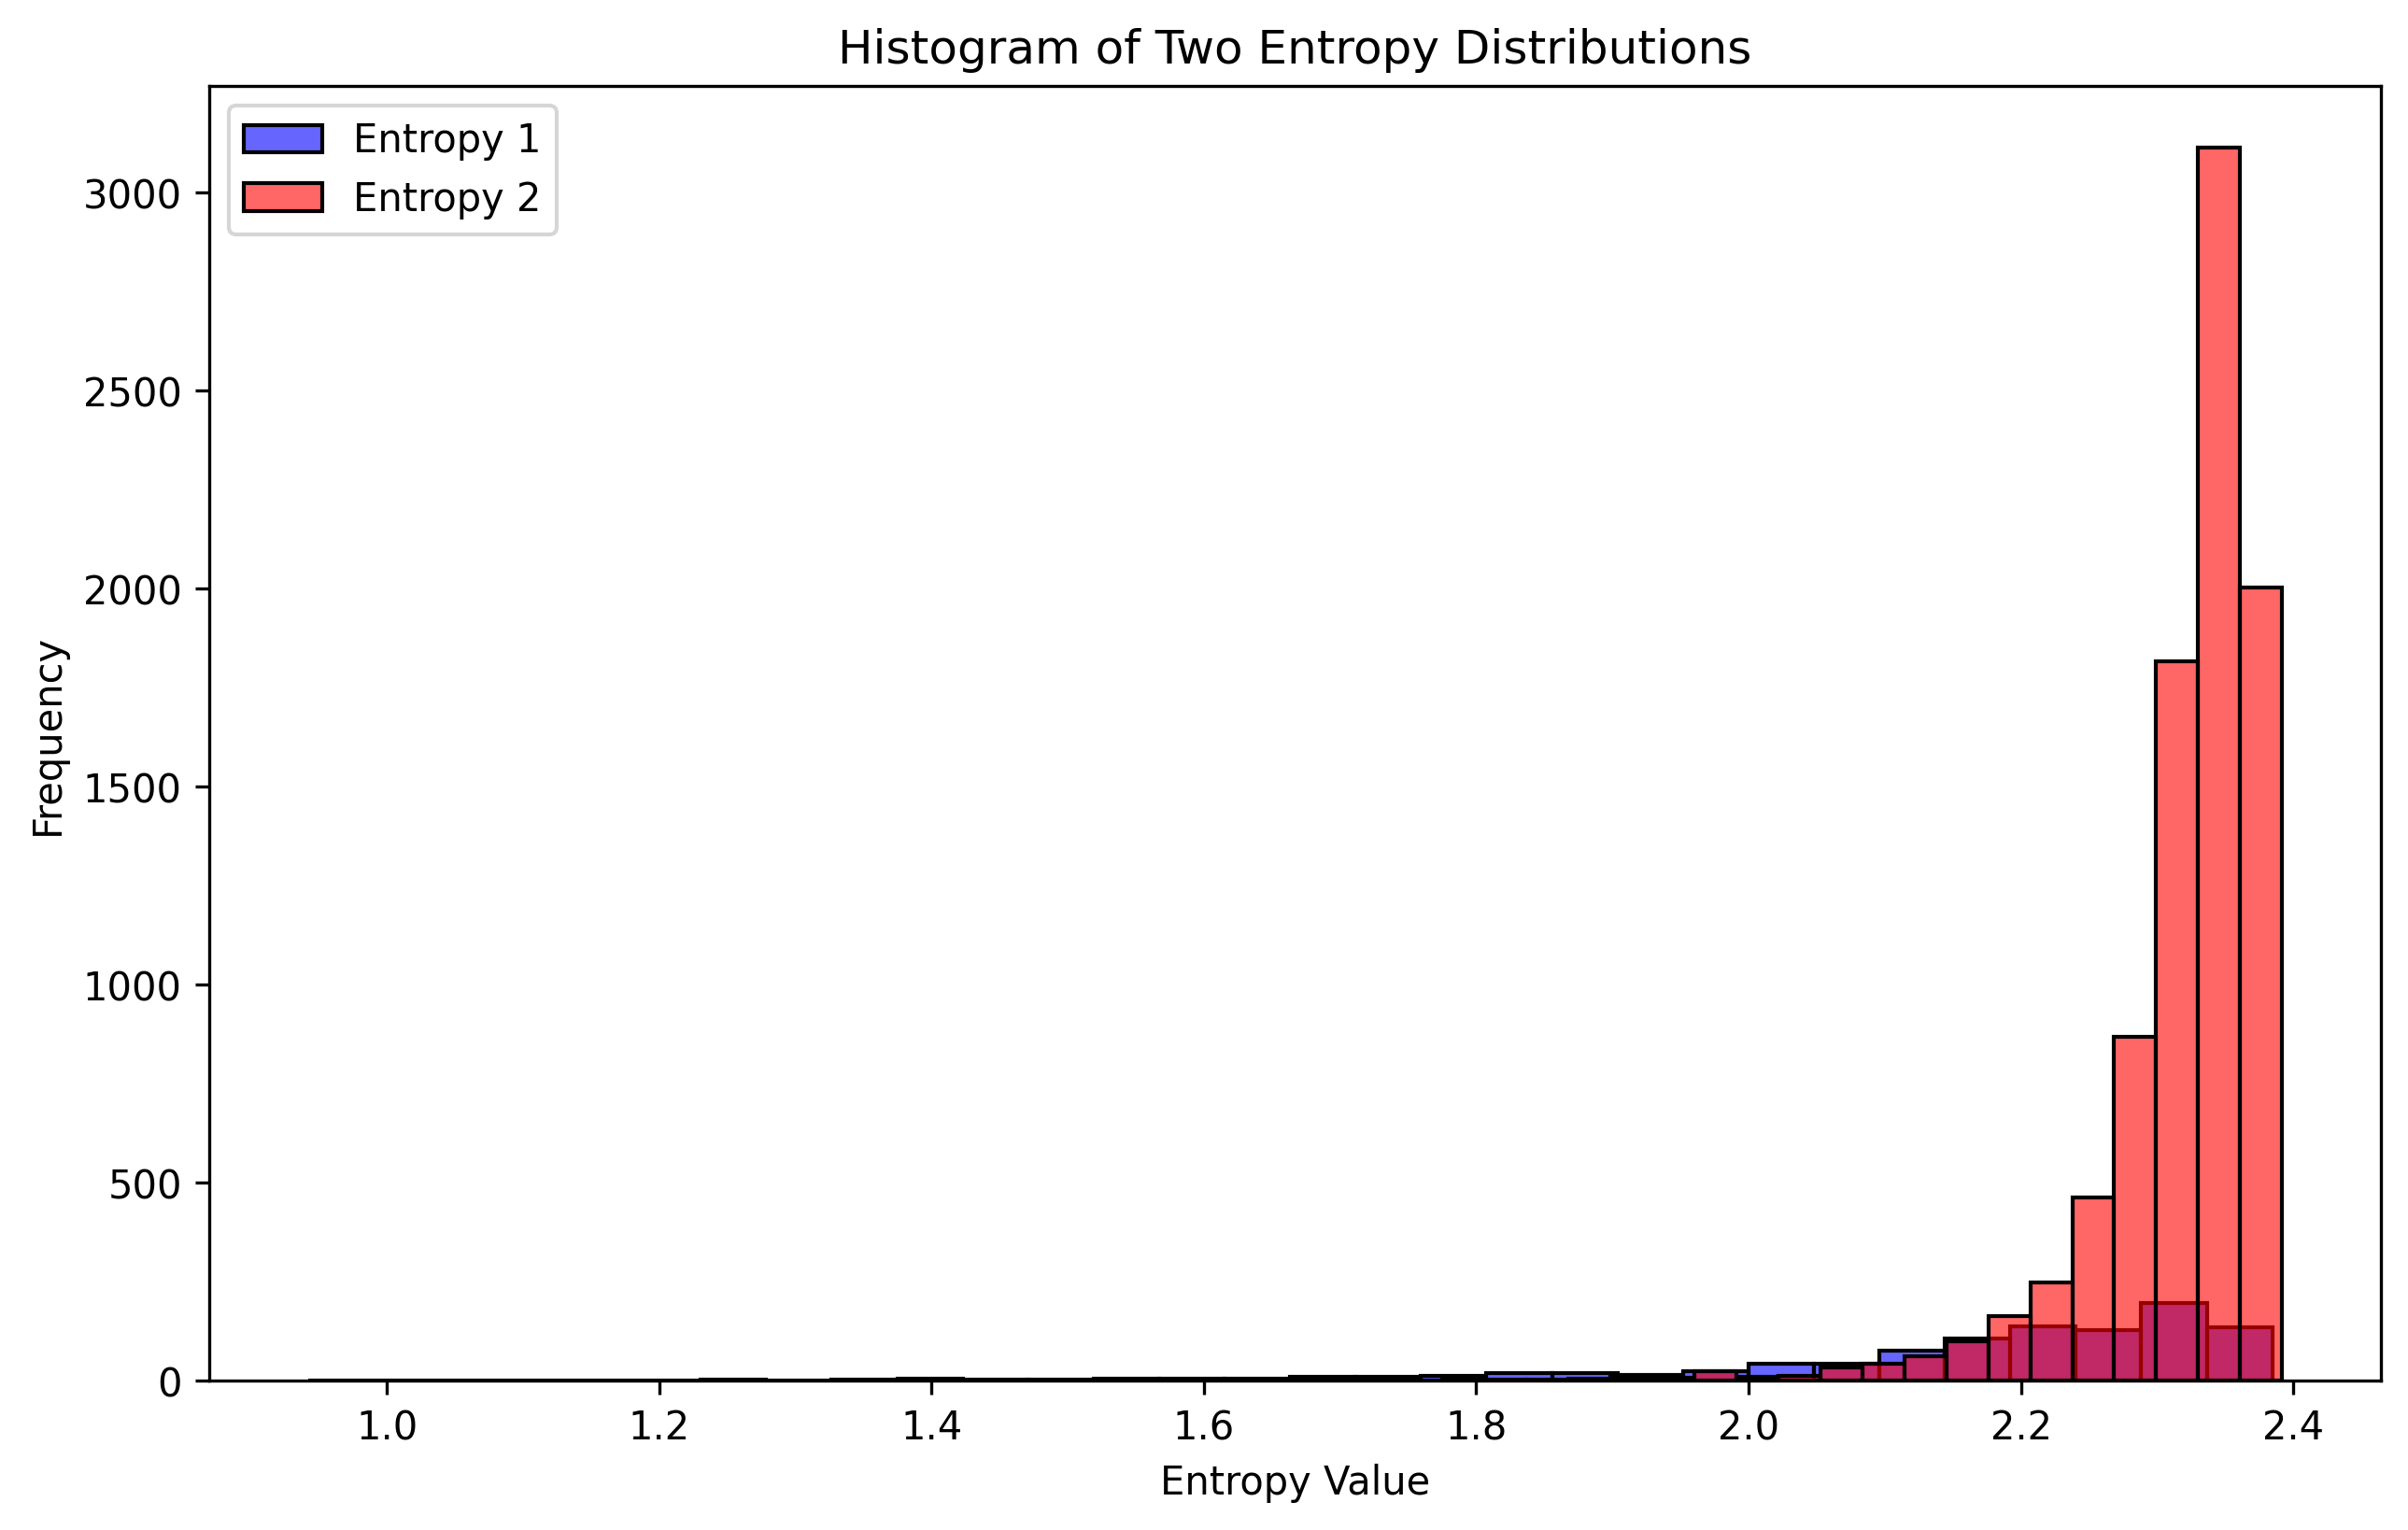 Histogram of Two Entropy Distributions
Entropy 1
Entropy 2
3000
2500
2000
1500
1000
500
0
Frequency
1.0 1.2 1.4 1.6 1.8 2.0 2.2 2.4
Entropy Value